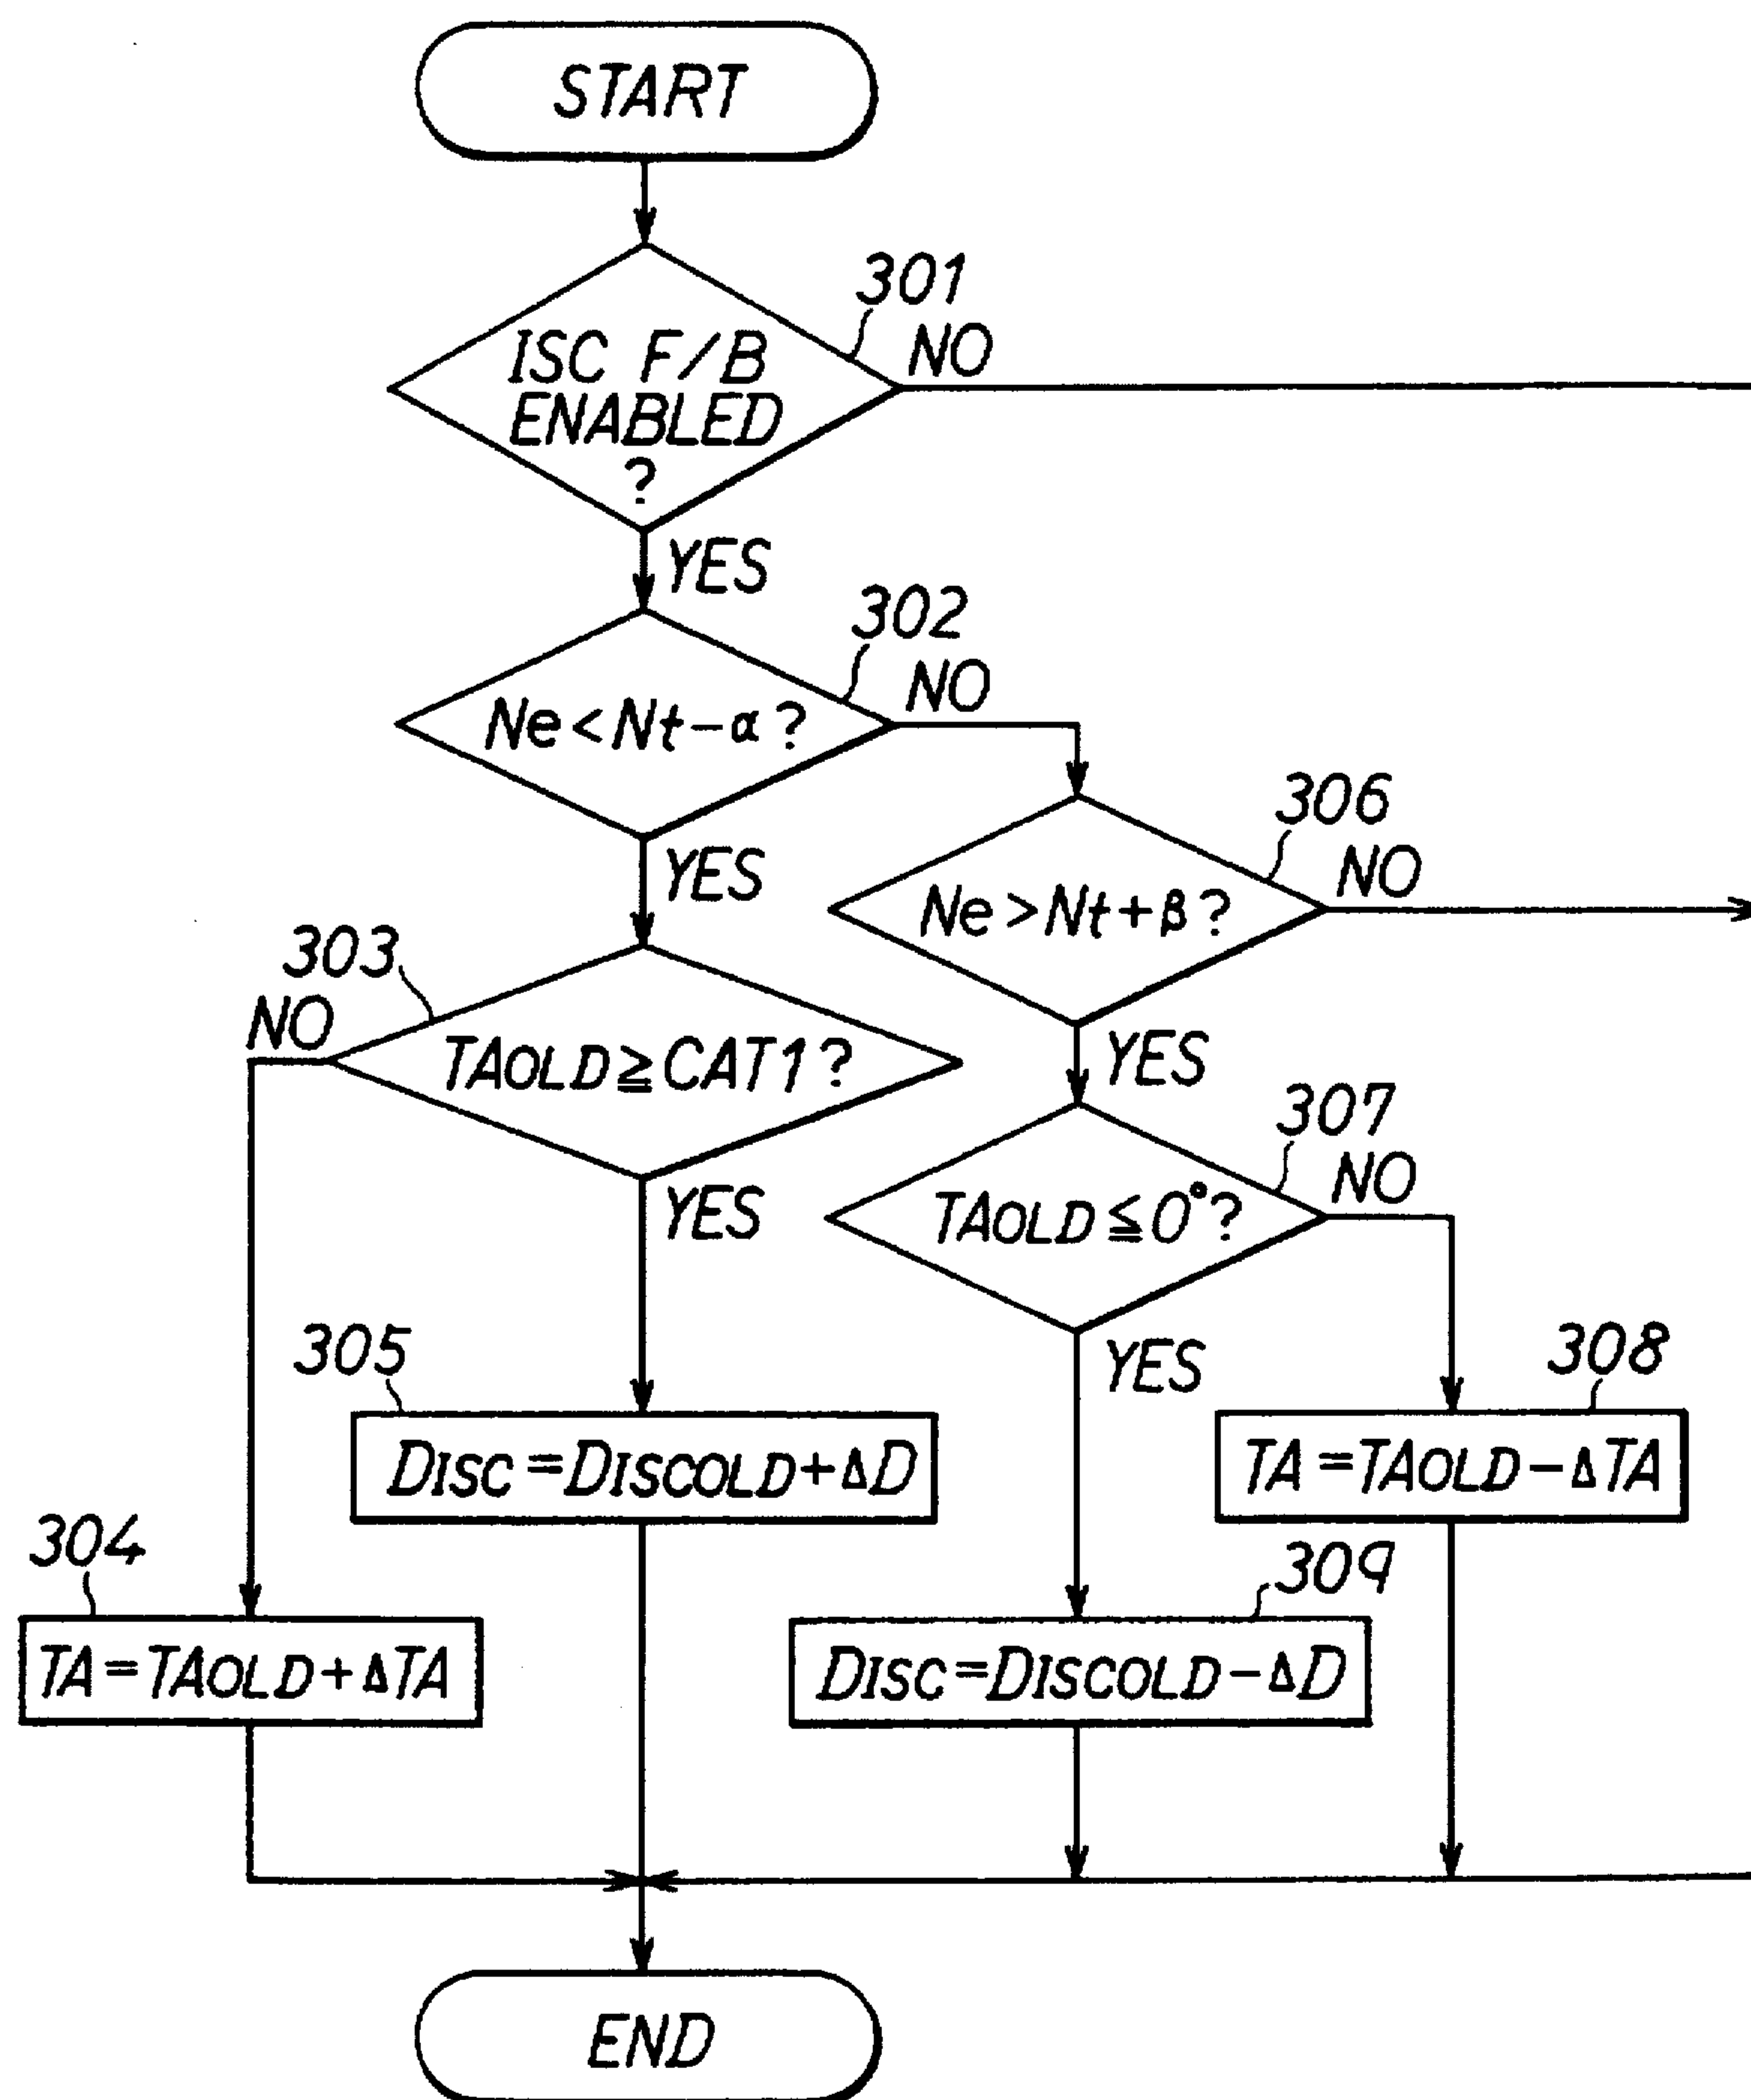 START
301
NO
ISC F/B
ENABLED
?
YES
302
NO
Ne<Nt-α?
306
YES
NO
Ne>Nt+β?
303
NO
TAOLD≧CAT1?
YES
307
NO
YES
TAOLD≦0°?
305
YES
308
DISC=DISCOLD+ΔD
TA=TAOLD-ΔTA
304
309
TA=TAOLD+ΔTA
DISC=DISCOLD-ΔD
END